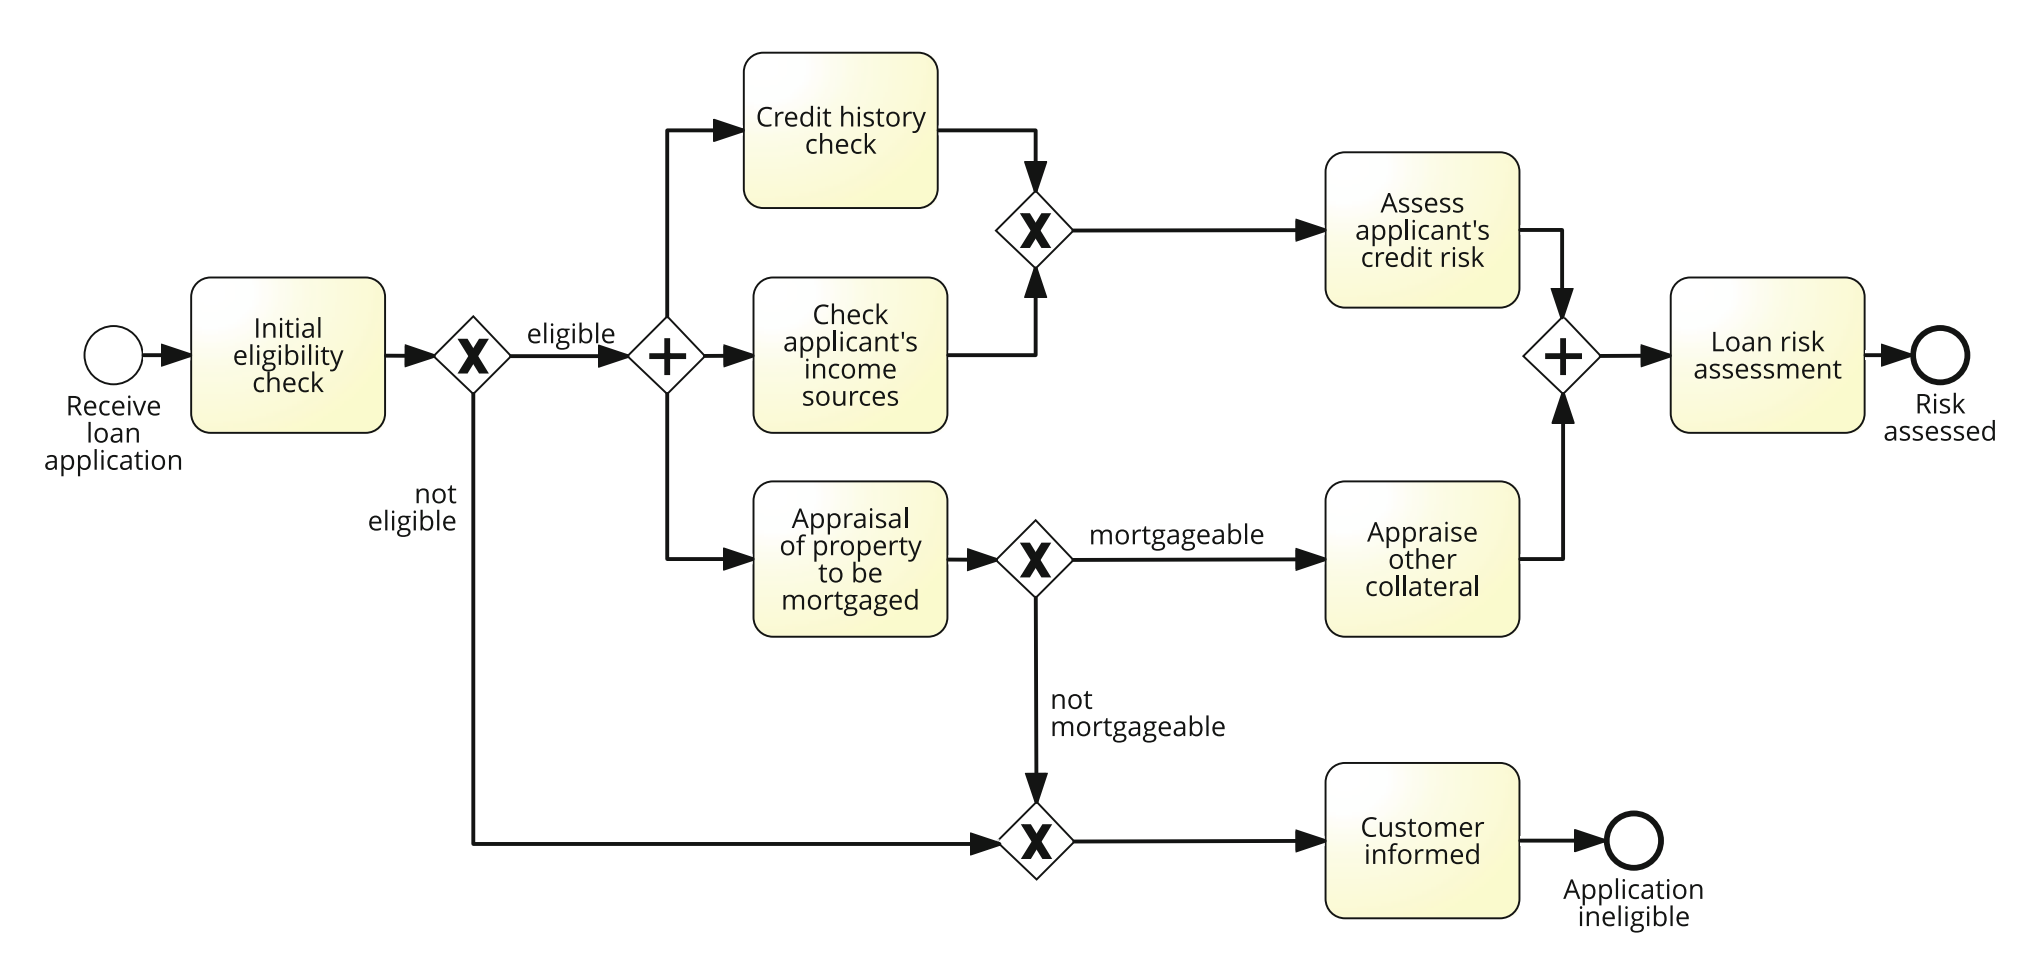 Receive
loan
application
Initial
eligibility
check
X
eligible
not
eligible
+
Credit history
check
Check
applicant's
income
sources
Appraisal
of property
to be
mortgaged
X
X
mortgageable
not
mortgageable
X
Assess
applicant's
credit risk
Appraise
other
collateral
Customer
informed
+
Loan risk
assessment
Risk
assessed
Application
ineligible